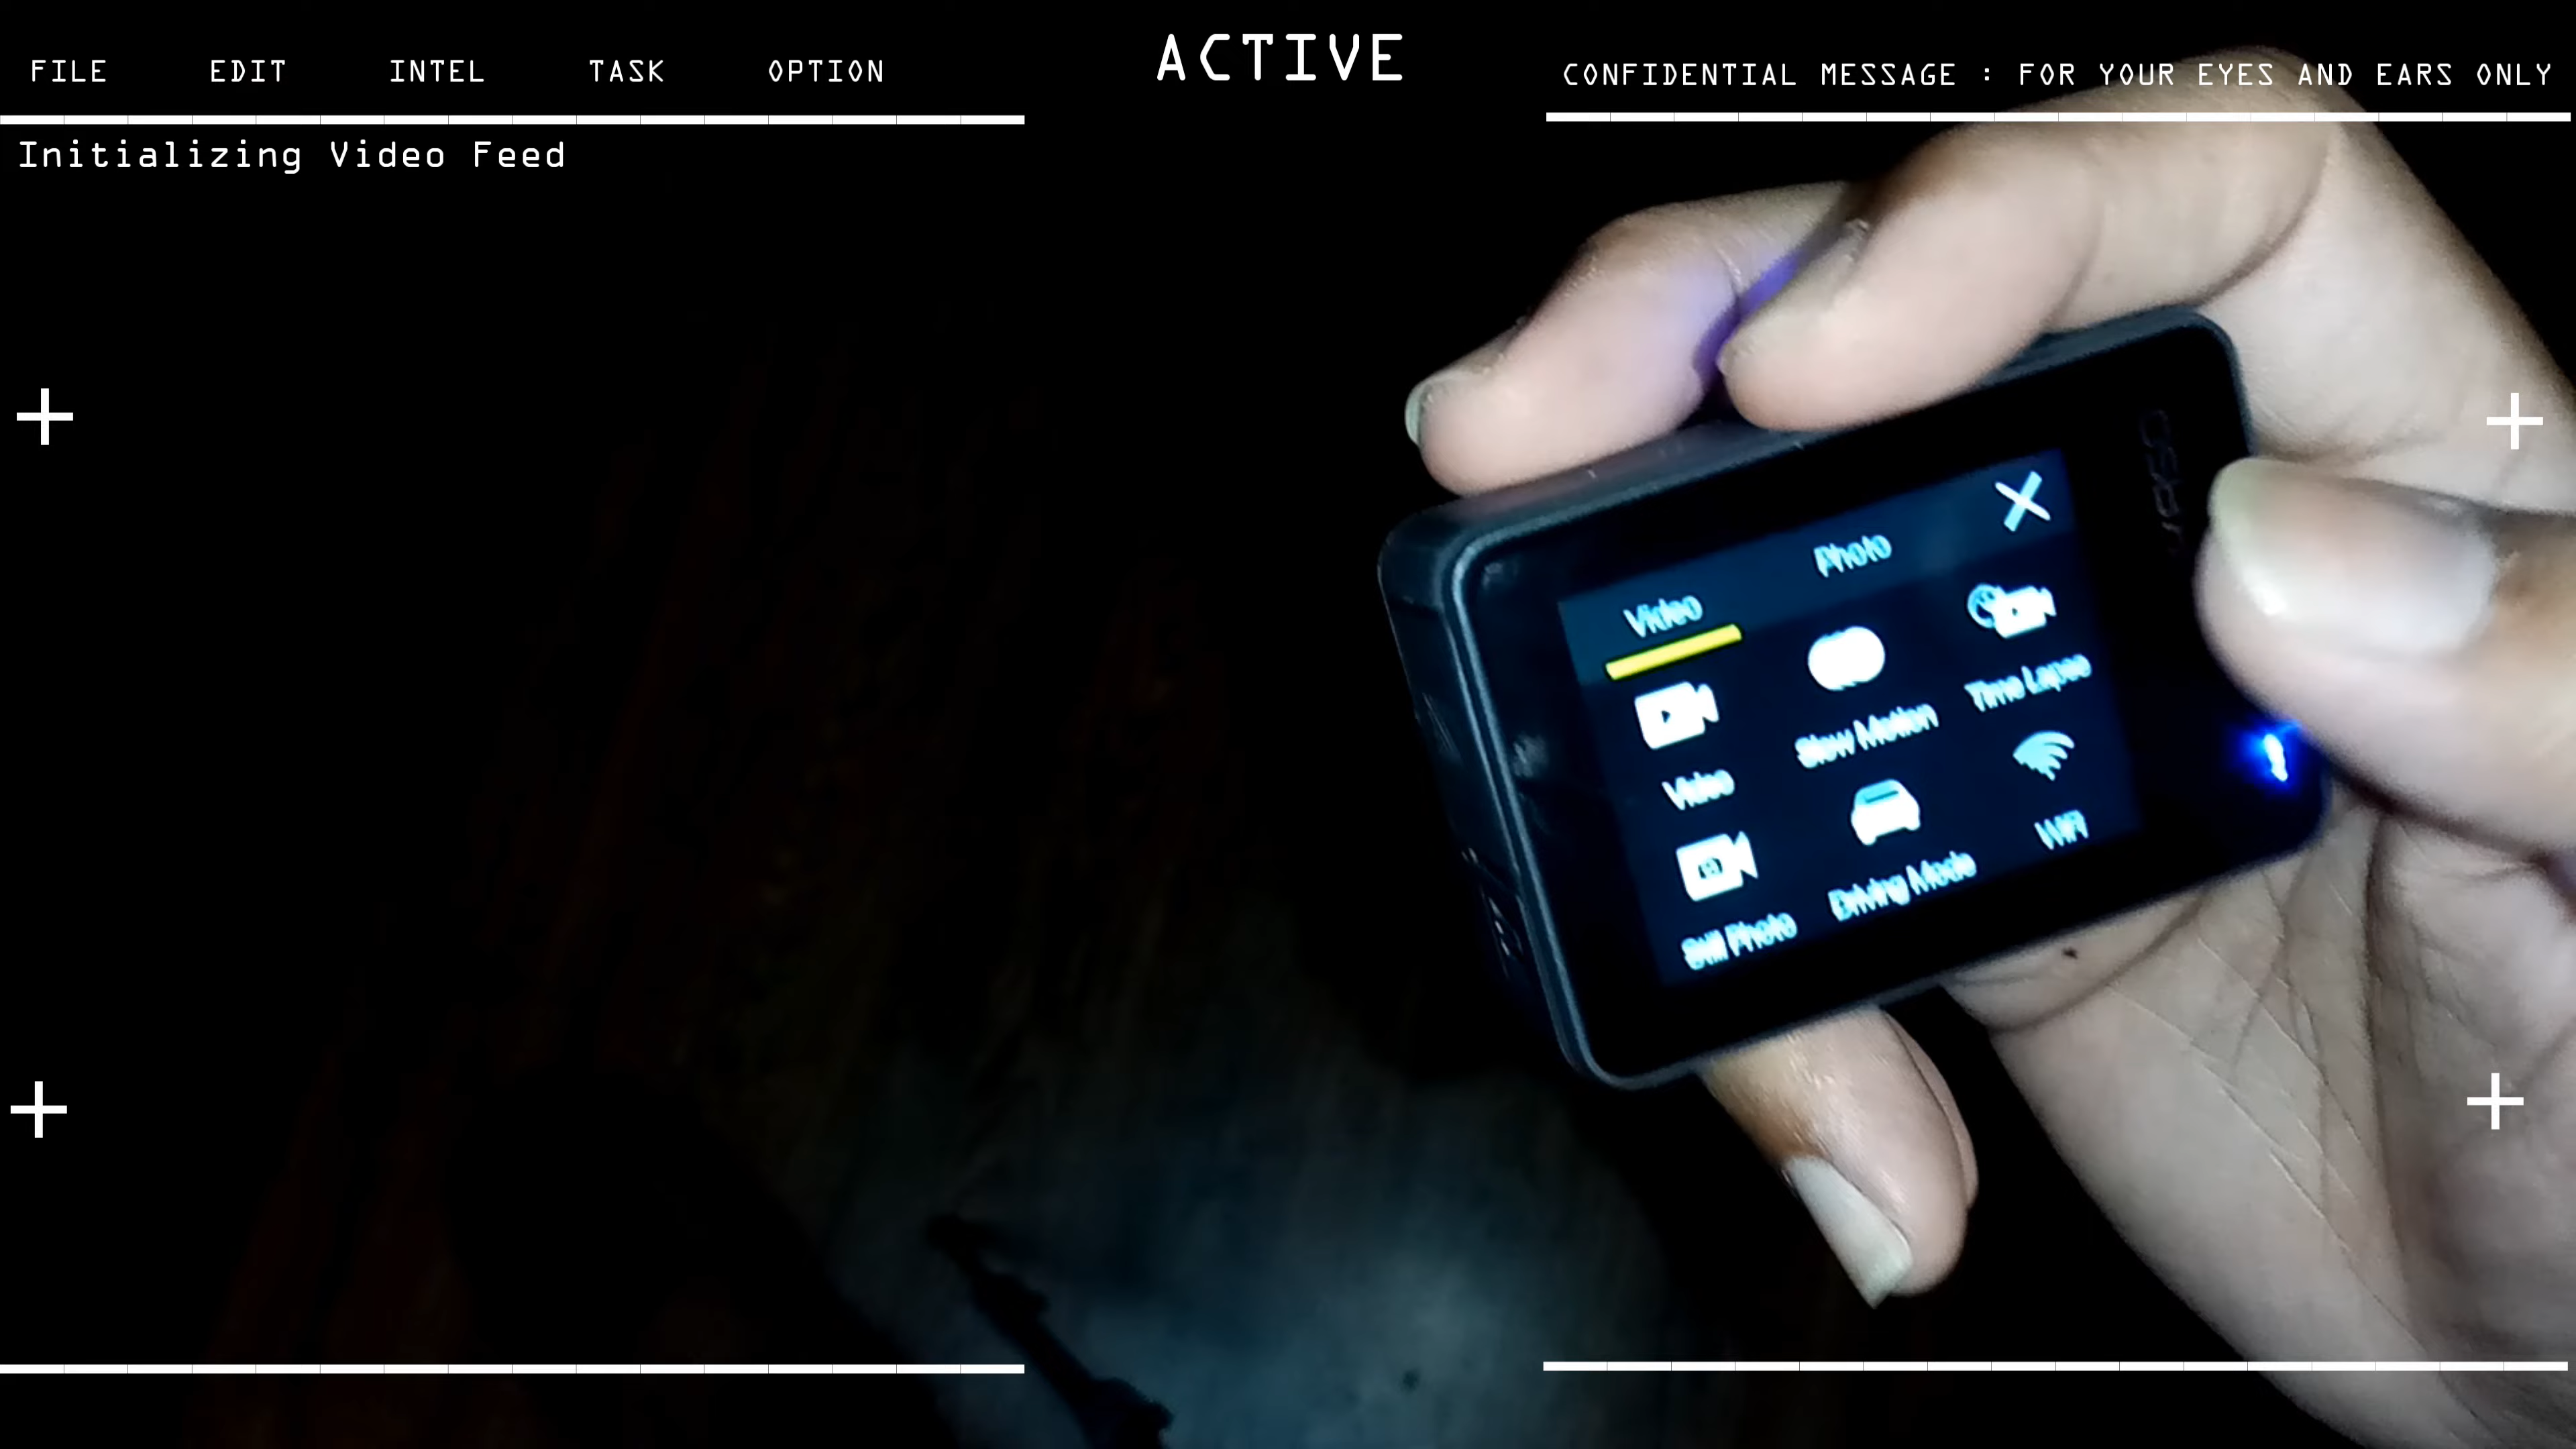 FILE EDIT INTEL TASK OPTION
ACTIVE
CONFIDENTIAL MESSAGE : FOR YOUR EYES AND EARS ONLY
Initializing Video Feed
Video Photo
Video Slow Motion Time Lapse
Still Photo Driving Mode WiFi